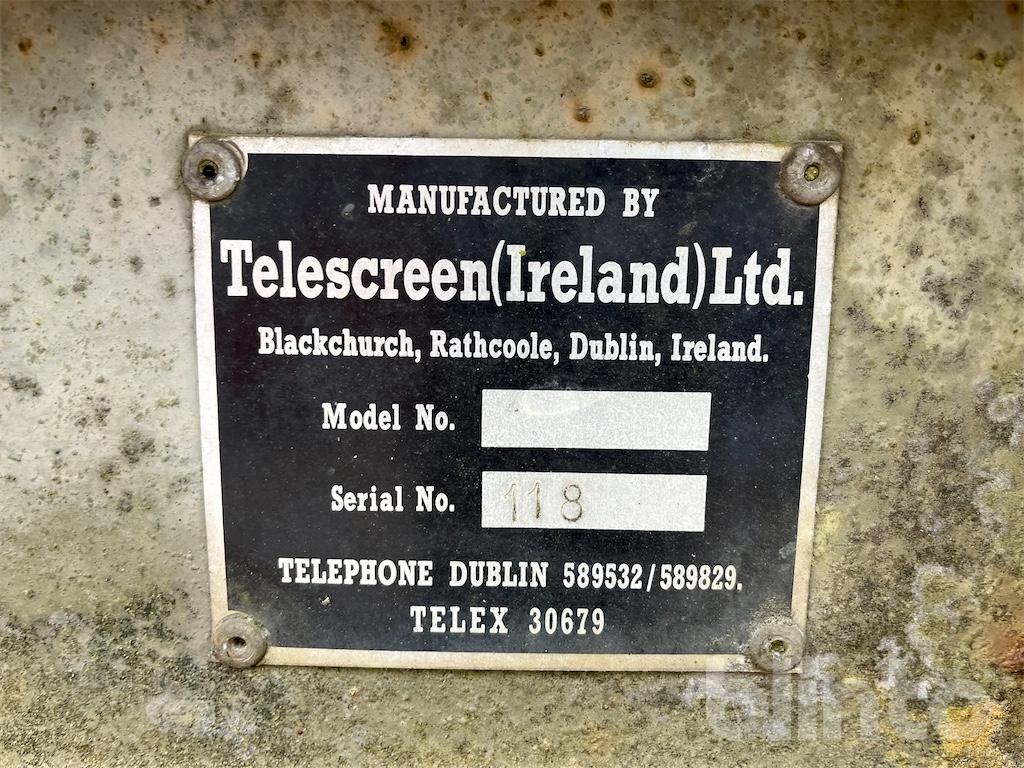 MANUFACTURED BY
Telescreen(Ireland)Ltd.
Blackchurch, Rathcoole, Dublin, Ireland.
Model No.
Serial No. 118
TELEPHONE DUBLIN 589532/589829.
TELEX 30679
blinto